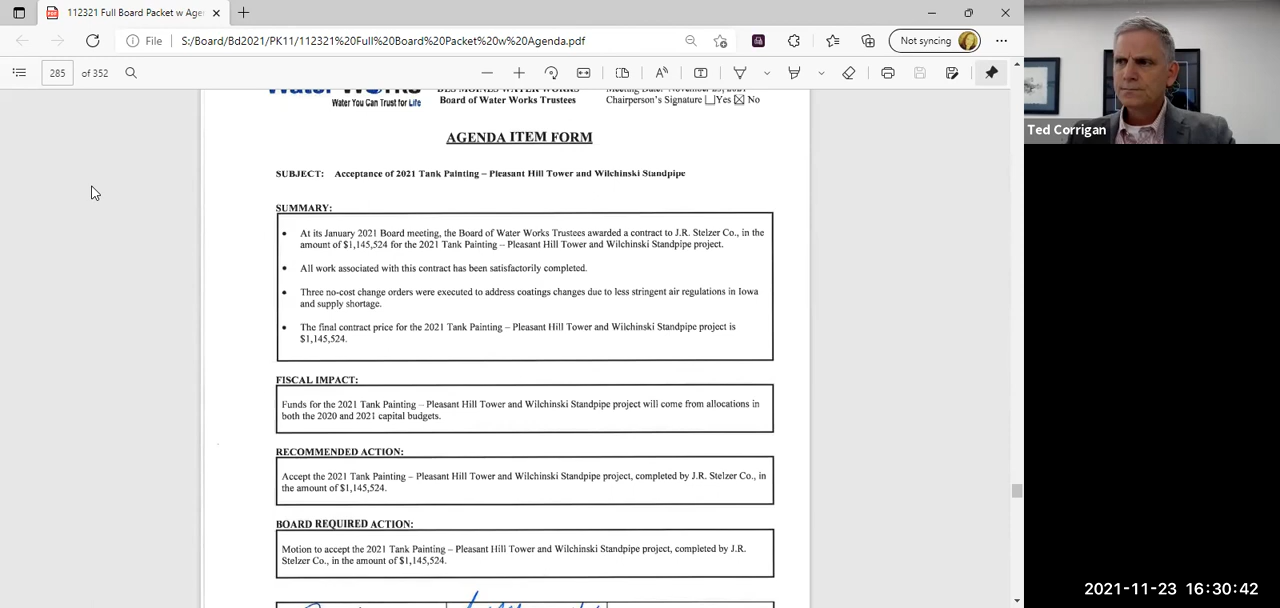 112321 Full Board Packet w Age
File S:/Board/Bd2021/PK11/112321%20Full%20Board%20Packet%20w%20Agenda.pdf
Not syncing
285 of 352
Water You Can Trust for Life
Board of Water Works Trustees
Chairperson's Signature Yes No
AGENDA ITEM FORM
SUBJECT: Acceptance of 2021 Tank Painting – Pleasant Hill Tower and Wilchinski Standpipe
SUMMARY:
• At its January 2021 Board meeting, the Board of Water Works Trustees awarded a contract to J.R. Stelzer Co., in the
amount of $1,145,524 for the 2021 Tank Painting – Pleasant Hill Tower and Wilchinski Standpipe project.
• All work associated with this contract has been satisfactorily completed.
• Three no-cost change orders were executed to address coatings changes due to less stringent air regulations in Iowa
and supply shortage.
• The final contract price for the 2021 Tank Painting – Pleasant Hill Tower and Wilchinski Standpipe project is
$1,145,524.
FISCAL IMPACT:
Funds for the 2021 Tank Painting – Pleasant Hill Tower and Wilchinski Standpipe project will come from allocations in
both the 2020 and 2021 capital budgets.
RECOMMENDED ACTION:
Accept the 2021 Tank Painting – Pleasant Hill Tower and Wilchinski Standpipe project, completed by J.R. Stelzer Co., in
the amount of $1,145,524.
BOARD REQUIRED ACTION:
Motion to accept the 2021 Tank Painting – Pleasant Hill Tower and Wilchinski Standpipe project, completed by J.R.
Stelzer Co., in the amount of $1,145,524.
Ted Corrigan
2021-11-23 16:30:42